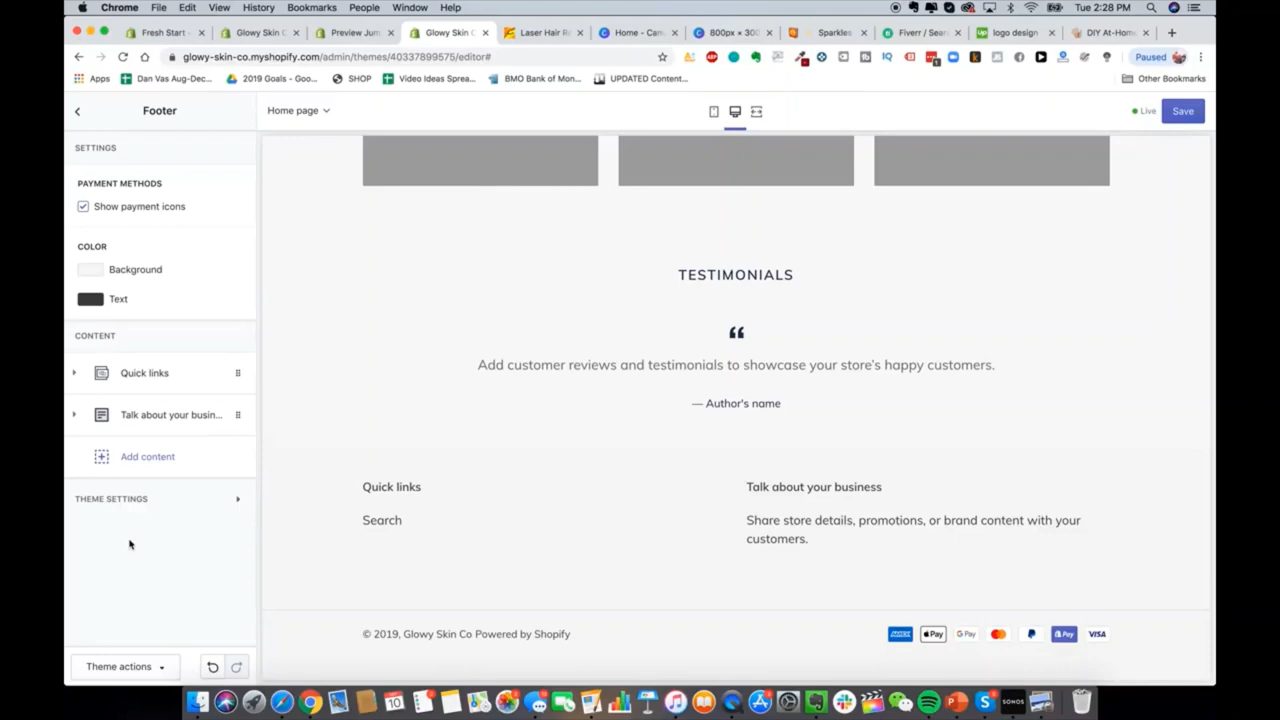 Chrome File Edit View History Bookmarks People Window Help
Tue 2:28 PM
Fresh Start -
Glowy Skin C
Preview Jum
Glowy Skin C
Laser Hair R
Home - Can
800px × 300
Sparkles
Fiverr / Sear
logo design
DIY At-Hom
glowy-skin-co.myshopify.com/admin/themes/40337899575/editor#
Paused
Apps
Dan Vas Aug-Dec...
2019 Goals - Goo...
SHOP
Video Ideas Sprea...
BMO Bank of Mon...
UPDATED Content...
Other Bookmarks
Footer
Home page
Live
Save
SETTINGS
PAYMENT METHODS
Show payment icons
COLOR
Background
Text
CONTENT
Quick links
Talk about your busin...
Add content
THEME SETTINGS
Theme actions
TESTIMONIALS
“
Add customer reviews and testimonials to showcase your store's happy customers.
— Author's name
Quick links
Search
Talk about your business
Share store details, promotions, or brand content with your
customers.
© 2019, Glowy Skin Co Powered by Shopify
Pay
G Pay
Pay
VISA
SONOS